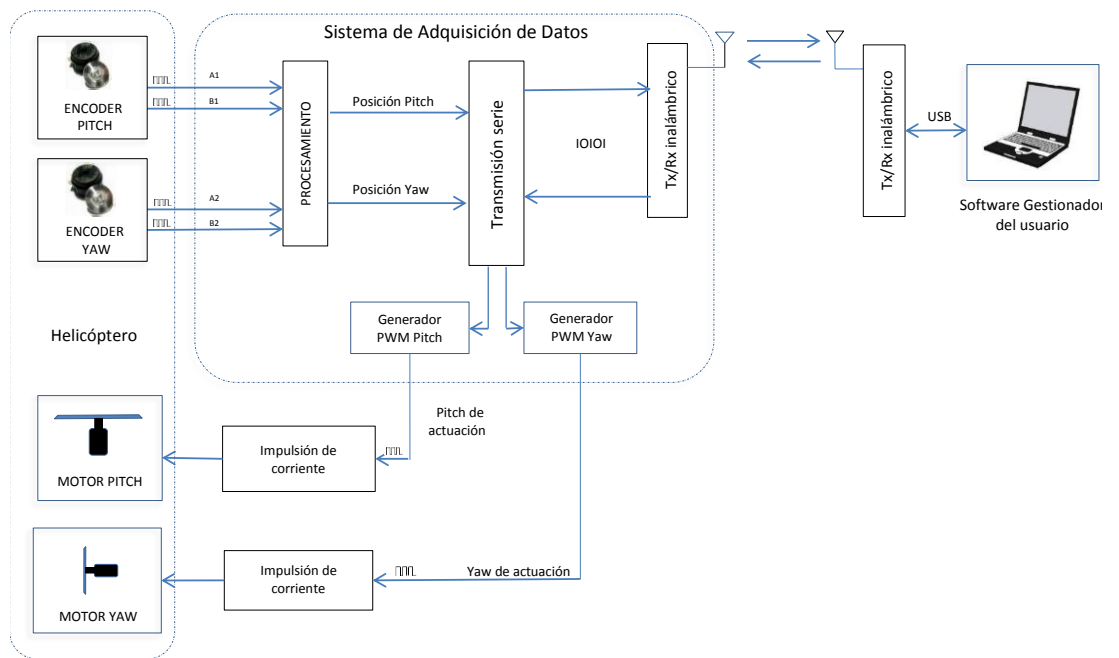 Sistema de Adquisición de Datos
ENCODER
PITCH
A1
B1
ENCODER
YAW
A2
B2
PROCESAMIENTO
Posición Pitch
Posición Yaw
Transmisión serie
IOIOI
Tx/Rx inalámbrico
Tx/Rx inalámbrico
USB
Software Gestionador
del usuario
Generador
PWM Pitch
Generador
PWM Yaw
Helicóptero
Pitch de
actuación
Impulsión de
corriente
MOTOR PITCH
Impulsión de
corriente
Yaw de actuación
MOTOR YAW